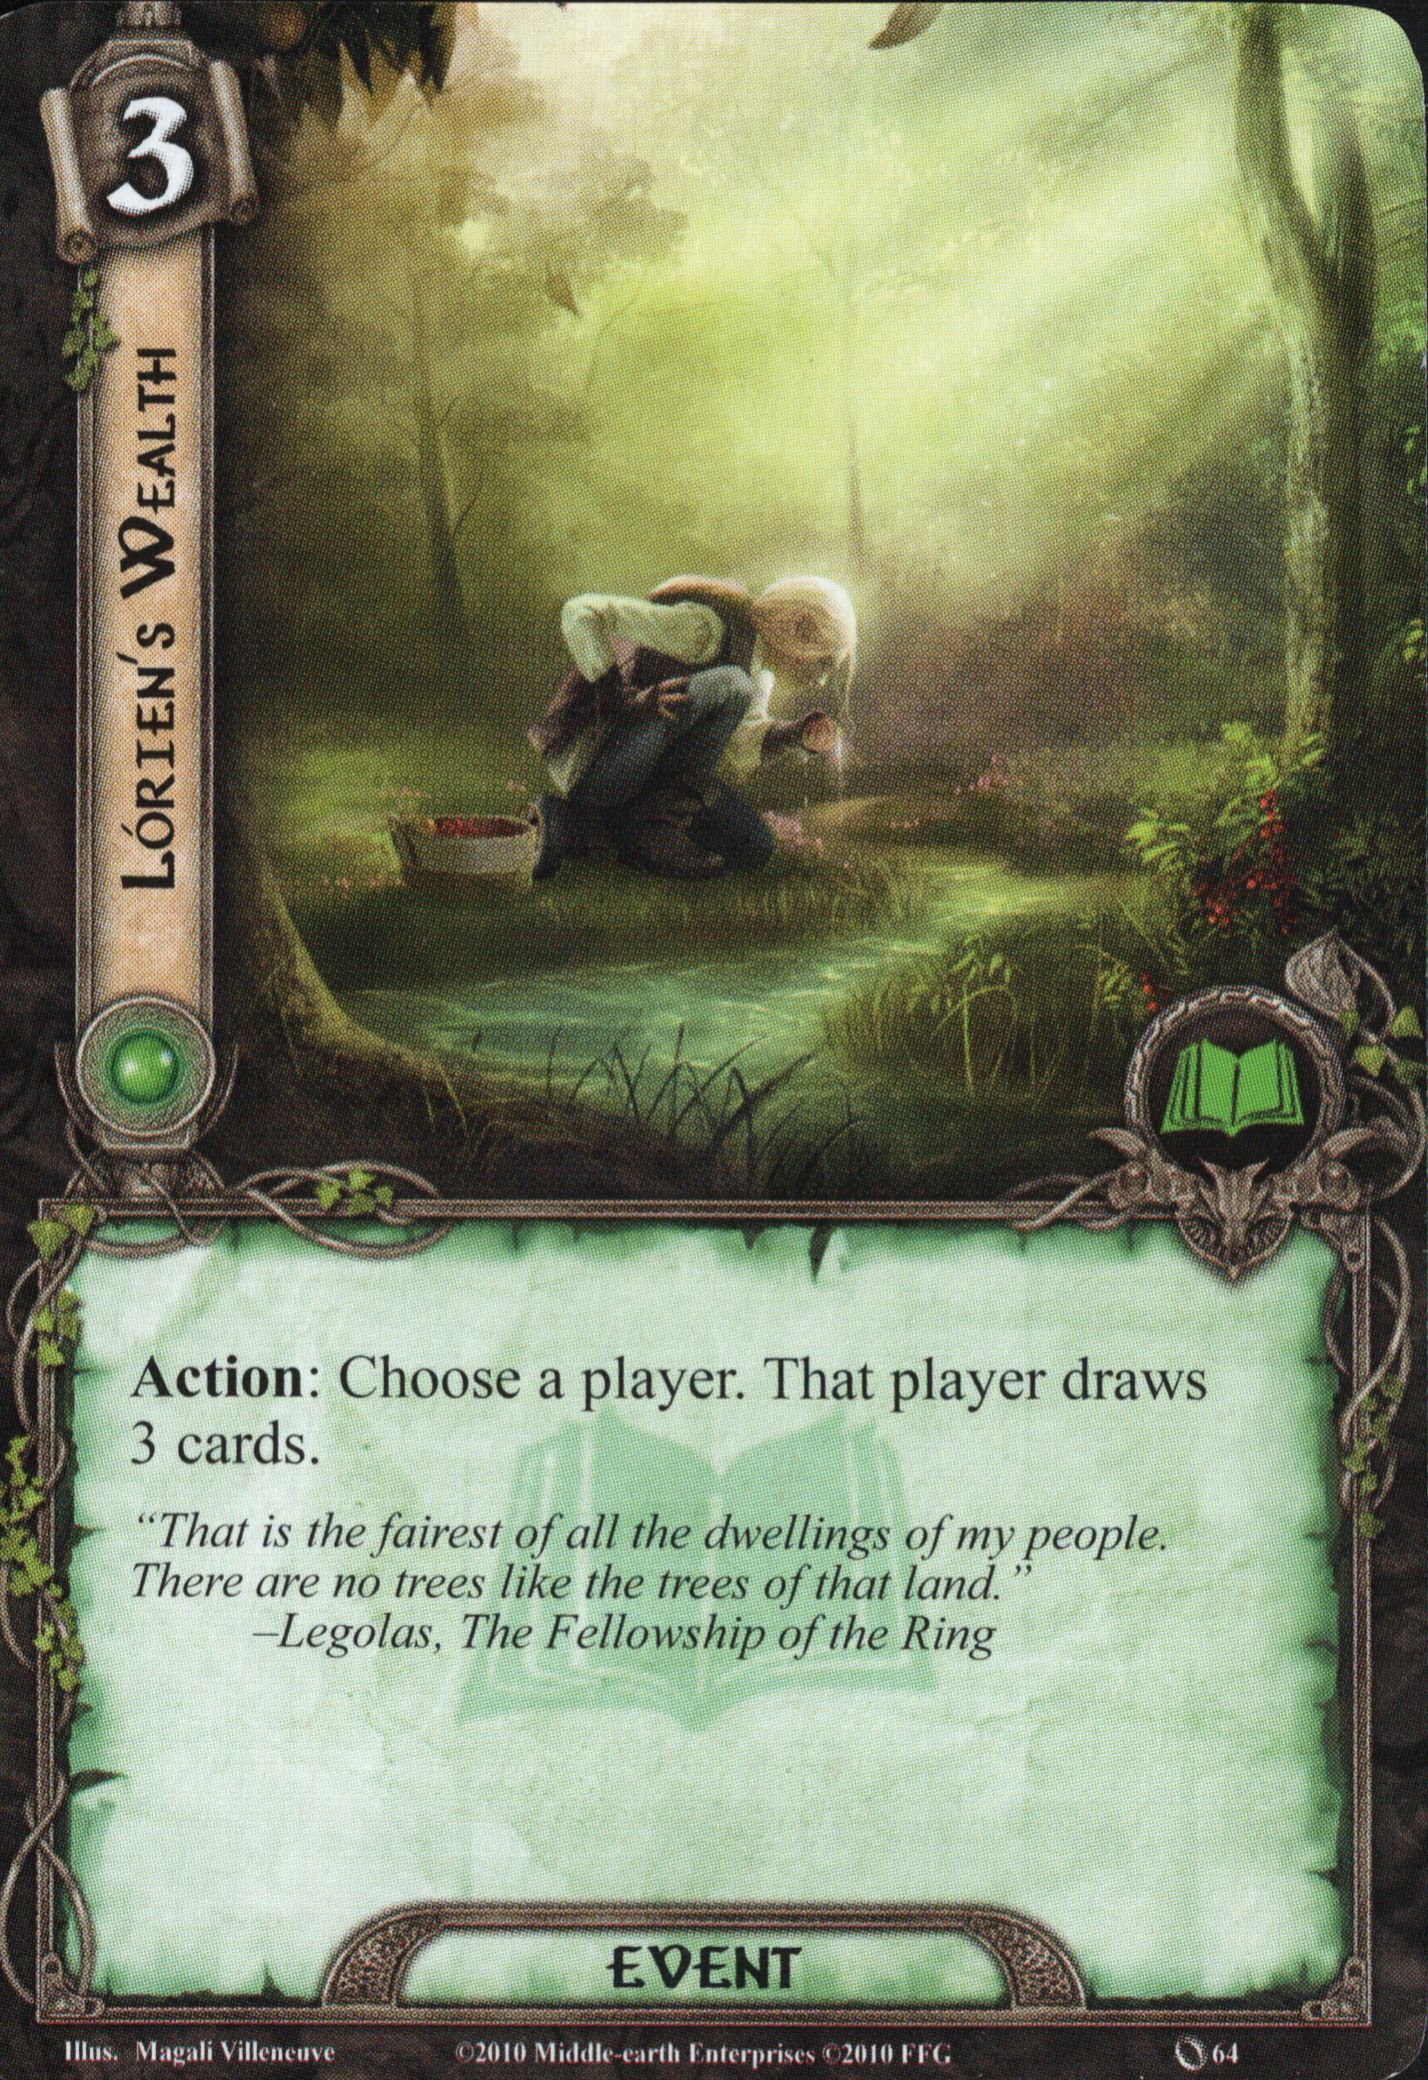 3
LÓRIEN'S WEALTH
Action: Choose a player. That player draws
3 cards.
“That is the fairest of all the dwellings of my people.
There are no trees like the trees of that land.”
–Legolas, The Fellowship of the Ring
EVENT
Illus. Magali Villeneuve ©2010 Middle-earth Enterprises ©2010 FFG 64